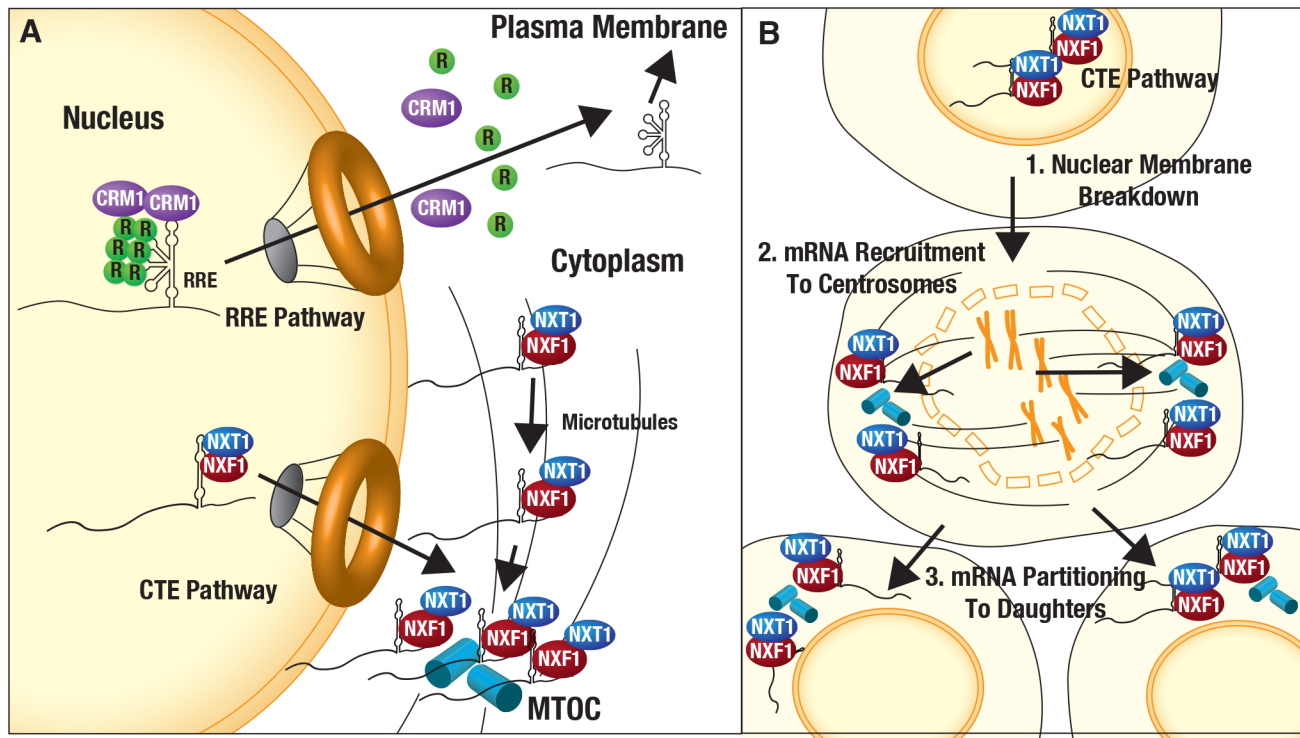 A
Plasma Membrane
Nucleus
R
R
CRM1
R
R
CRM1
R
CRM1
CRM1
R
R
R
R
R
R
RRE
RRE Pathway
Cytoplasm
NXT1
NXF1
Microtubules
NXT1
NXF1
NXT1
NXF1
CTE Pathway
NXT1
NXF1
NXT1
NXF1
NXT1
NXF1
MTOC
B
NXT1
NXF1
NXT1
NXF1
CTE Pathway
1. Nuclear Membrane
Breakdown
2. mRNA Recruitment
To Centrosomes
NXT1
NXF1
NXT1
NXF1
NXT1
NXF1
NXT1
NXF1
3. mRNA Partitioning
To Daughters
NXT1
NXF1
NXT1
NXF1
NXT1
NXF1
NXT1
NXF1